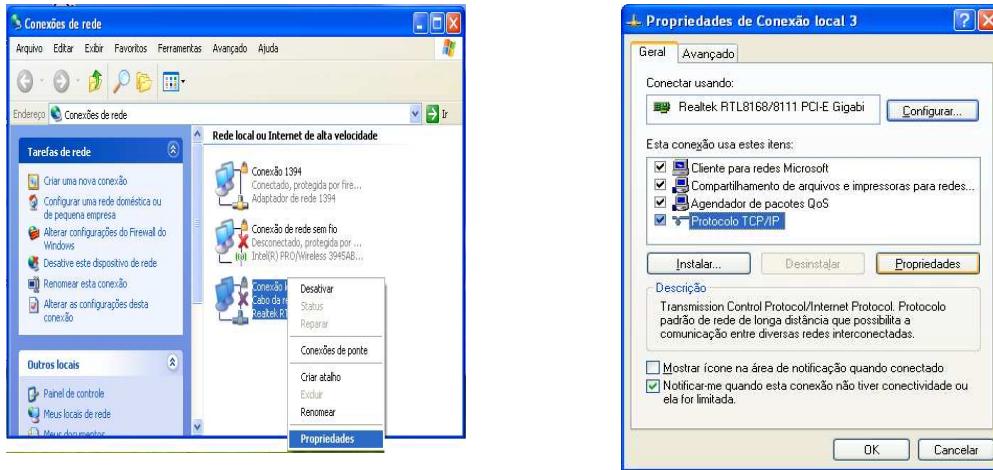 Conexões de rede
Arquivo Editar Exibir Favoritos Ferramentas Avançado Ajuda
Endereço Conexões de rede Ir
Tarefas de rede
Criar uma nova conexão
Configurar uma rede doméstica ou
de pequena empresa
Alterar configurações do Firewall do
Windows
Desative este dispositivo de rede
Renomear esta conexão
Alterar as configurações desta
conexão
Outros locais
Painel de controle
Meus locais de rede
Meus documentos
Rede local ou Internet de alta velocidade
Conexão 1394
Conectado, protegida por fire...
Adaptador de rede 1394
Conexão de rede sem fio
Desconectado, protegida por ...
Intel(R) PRO/Wireless 3945AB...
Conexão l
Cabo da re
Realtek RT
Desativar
Status
Reparar
Conexões de ponte
Criar atalho
Excluir
Renomear
Propriedades
Propriedades de Conexão local 3
Geral Avançado
Conectar usando:
Realtek RTL8168/8111 PCI-E Gigabi
Configurar...
Esta conexão usa estes itens:
Cliente para redes Microsoft
Compartilhamento de arquivos e impressoras para redes...
Agendador de pacotes QoS
Protocolo TCP/IP
Instalar... Desinstalar Propriedades
Descrição
Transmission Control Protocol/Internet Protocol. Protocolo
padrão de rede de longa distância que possibilita a
comunicação entre diversas redes interconectadas.
Mostrar ícone na área de notificação quando conectado
Notificar-me quando esta conexão não tiver conectividade ou
ela for limitada.
OK Cancelar